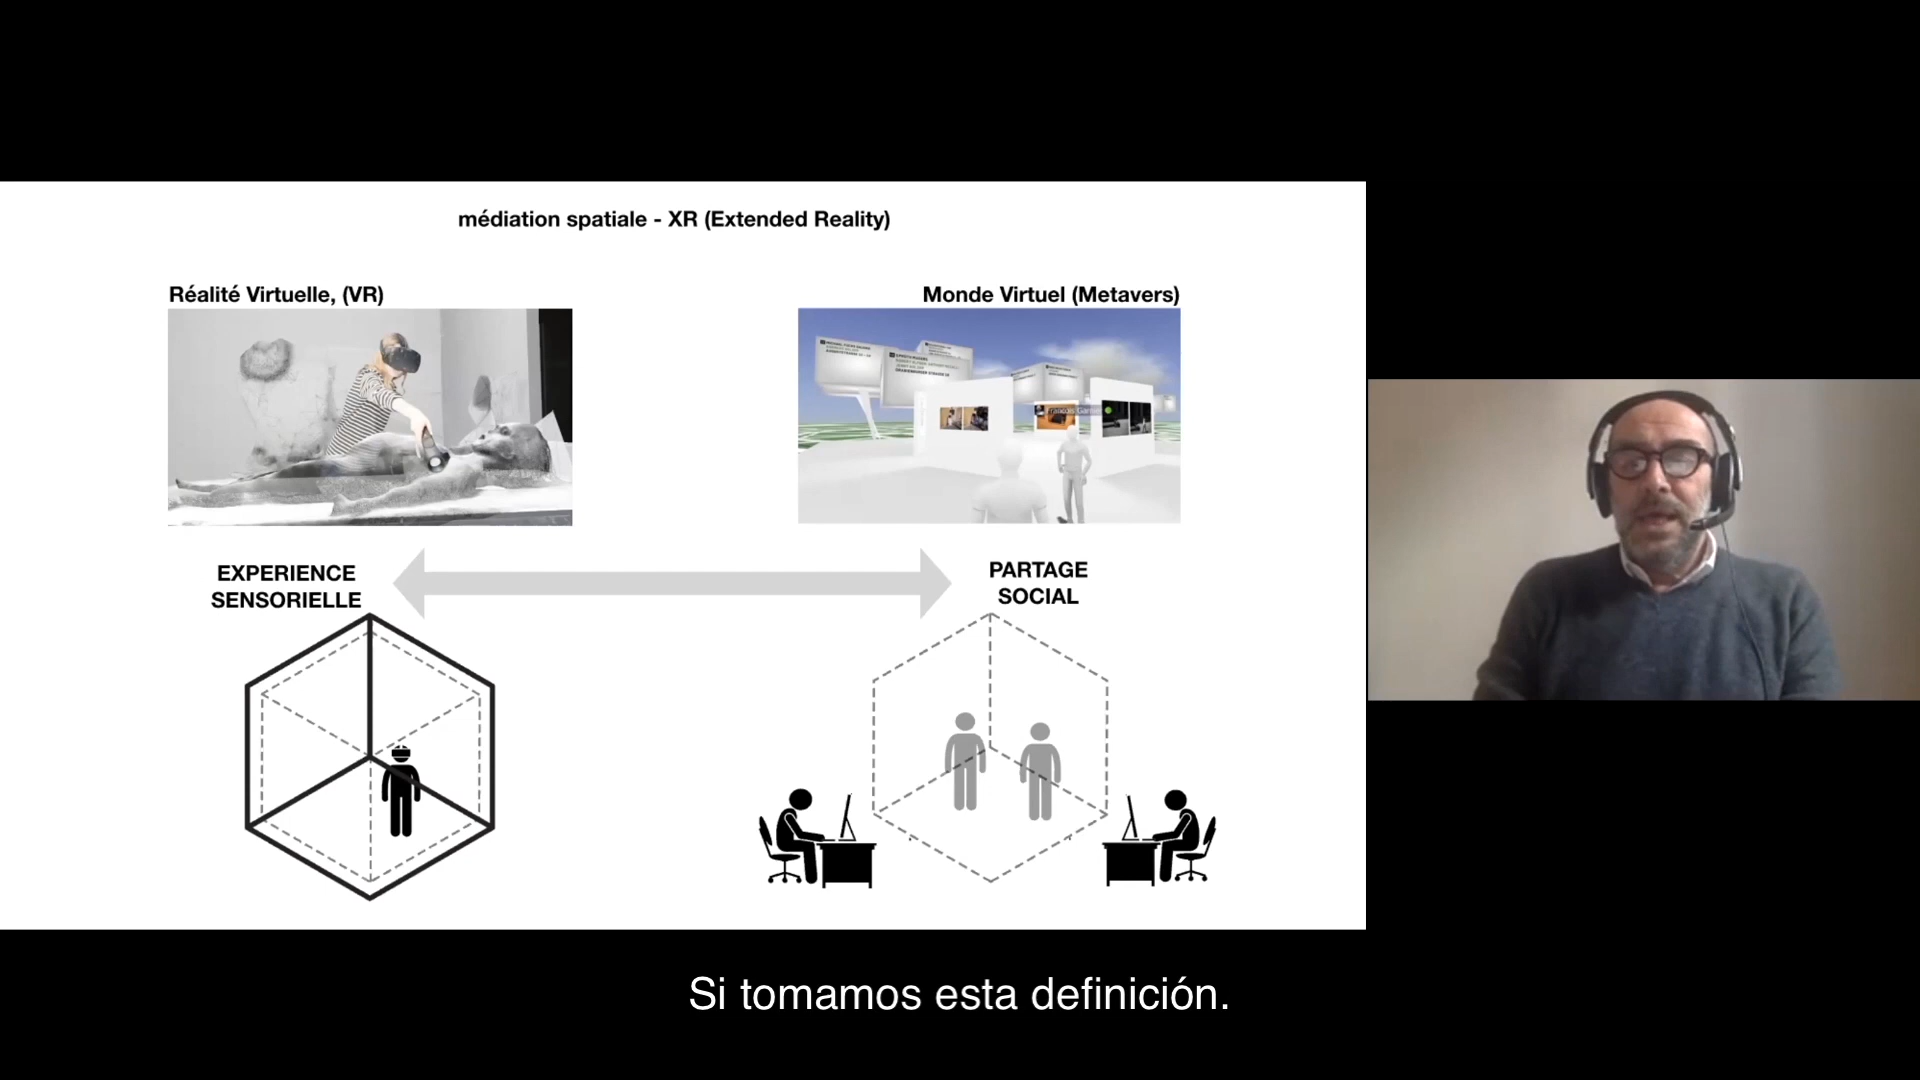 médiation spatiale - XR (Extended Reality)
Réalité Virtuelle, (VR)
Monde Virtuel (Metavers)
EXPERIENCE
SENSORIELLE
PARTAGE
SOCIAL
Si tomamos esta definición.